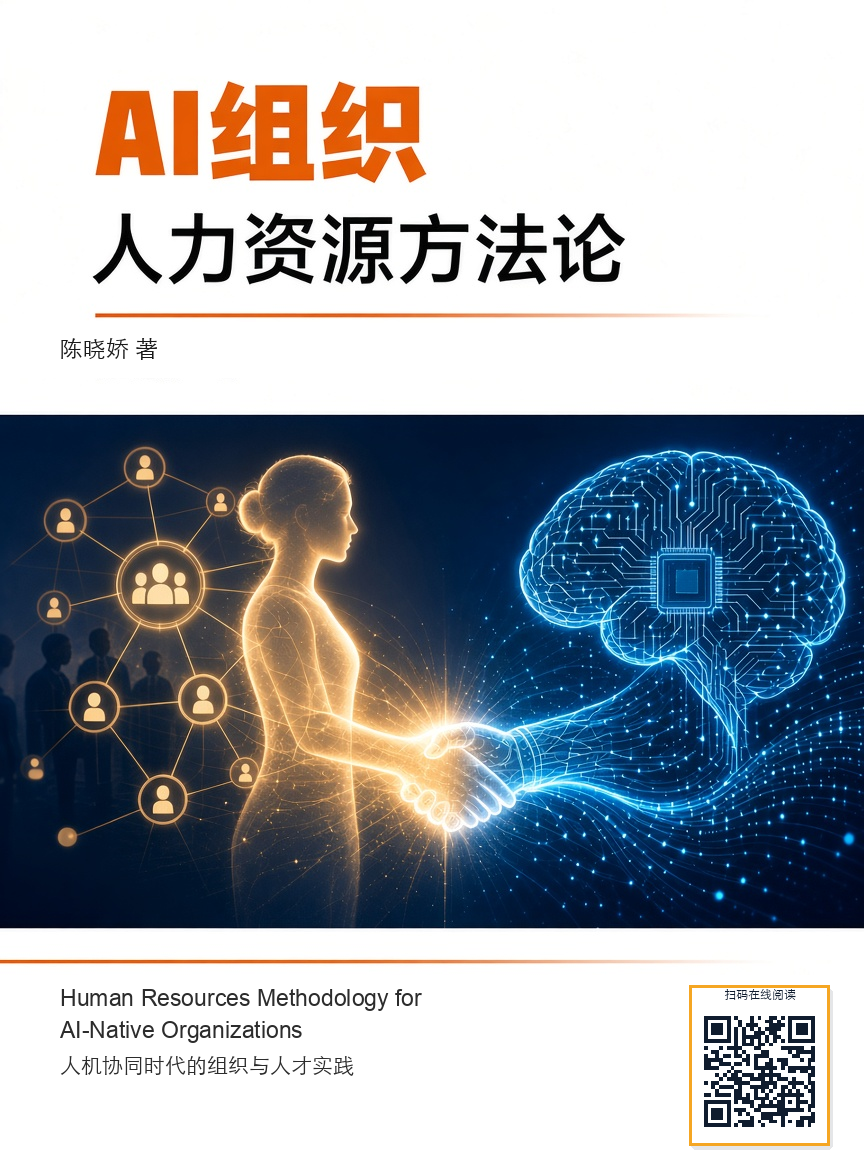 AI组织
人力资源方法论
陈晓娇 著
Human Resources Methodology for
AI-Native Organizations
人机协同时代的组织与人才实践
扫码在线阅读